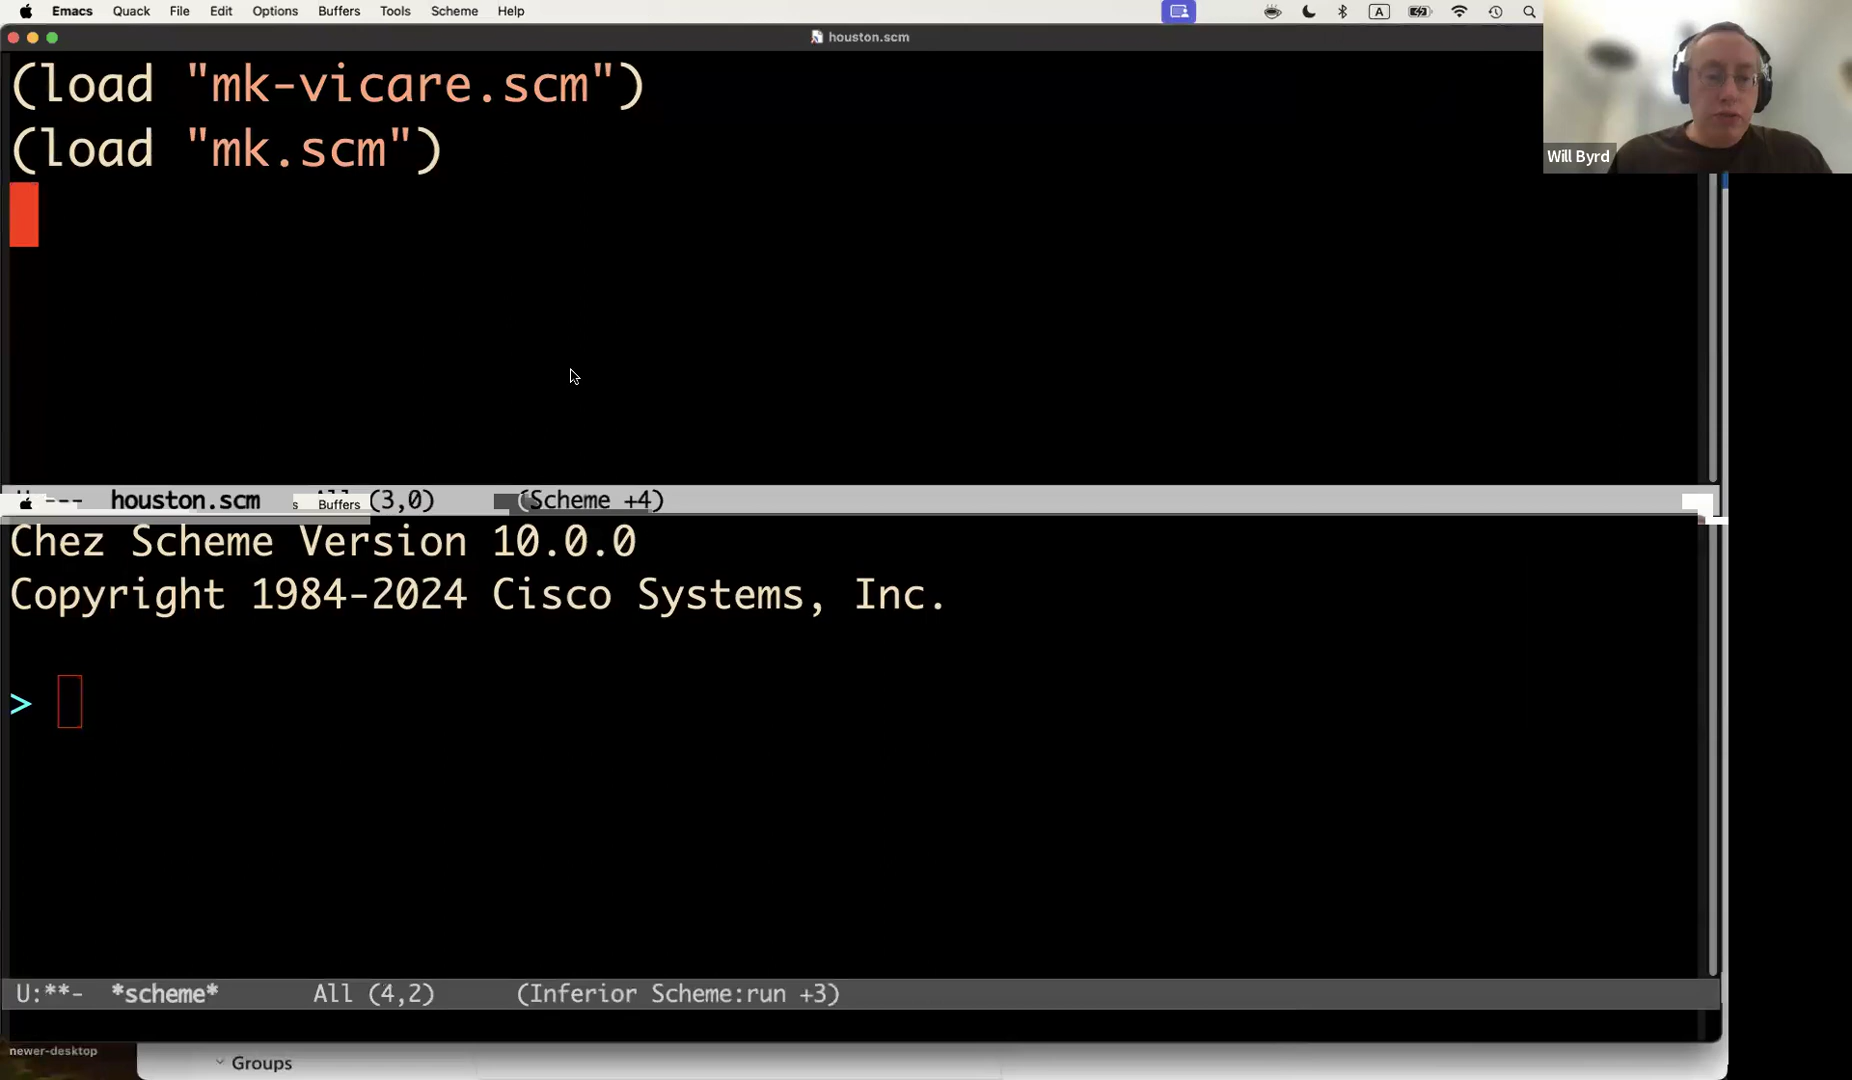 Emacs Quack File Edit Options Buffers Tools Scheme Help
houston.scm
(load "mk-vicare.scm")
(load "mk.scm")
Will Byrd
houston.scm (3,0) (Scheme +4)
s Buffers
Chez Scheme Version 10.0.0
Copyright 1984-2024 Cisco Systems, Inc.
>
U:**- *scheme* All (4,2) (Inferior Scheme:run +3)
newer-desktop
Groups